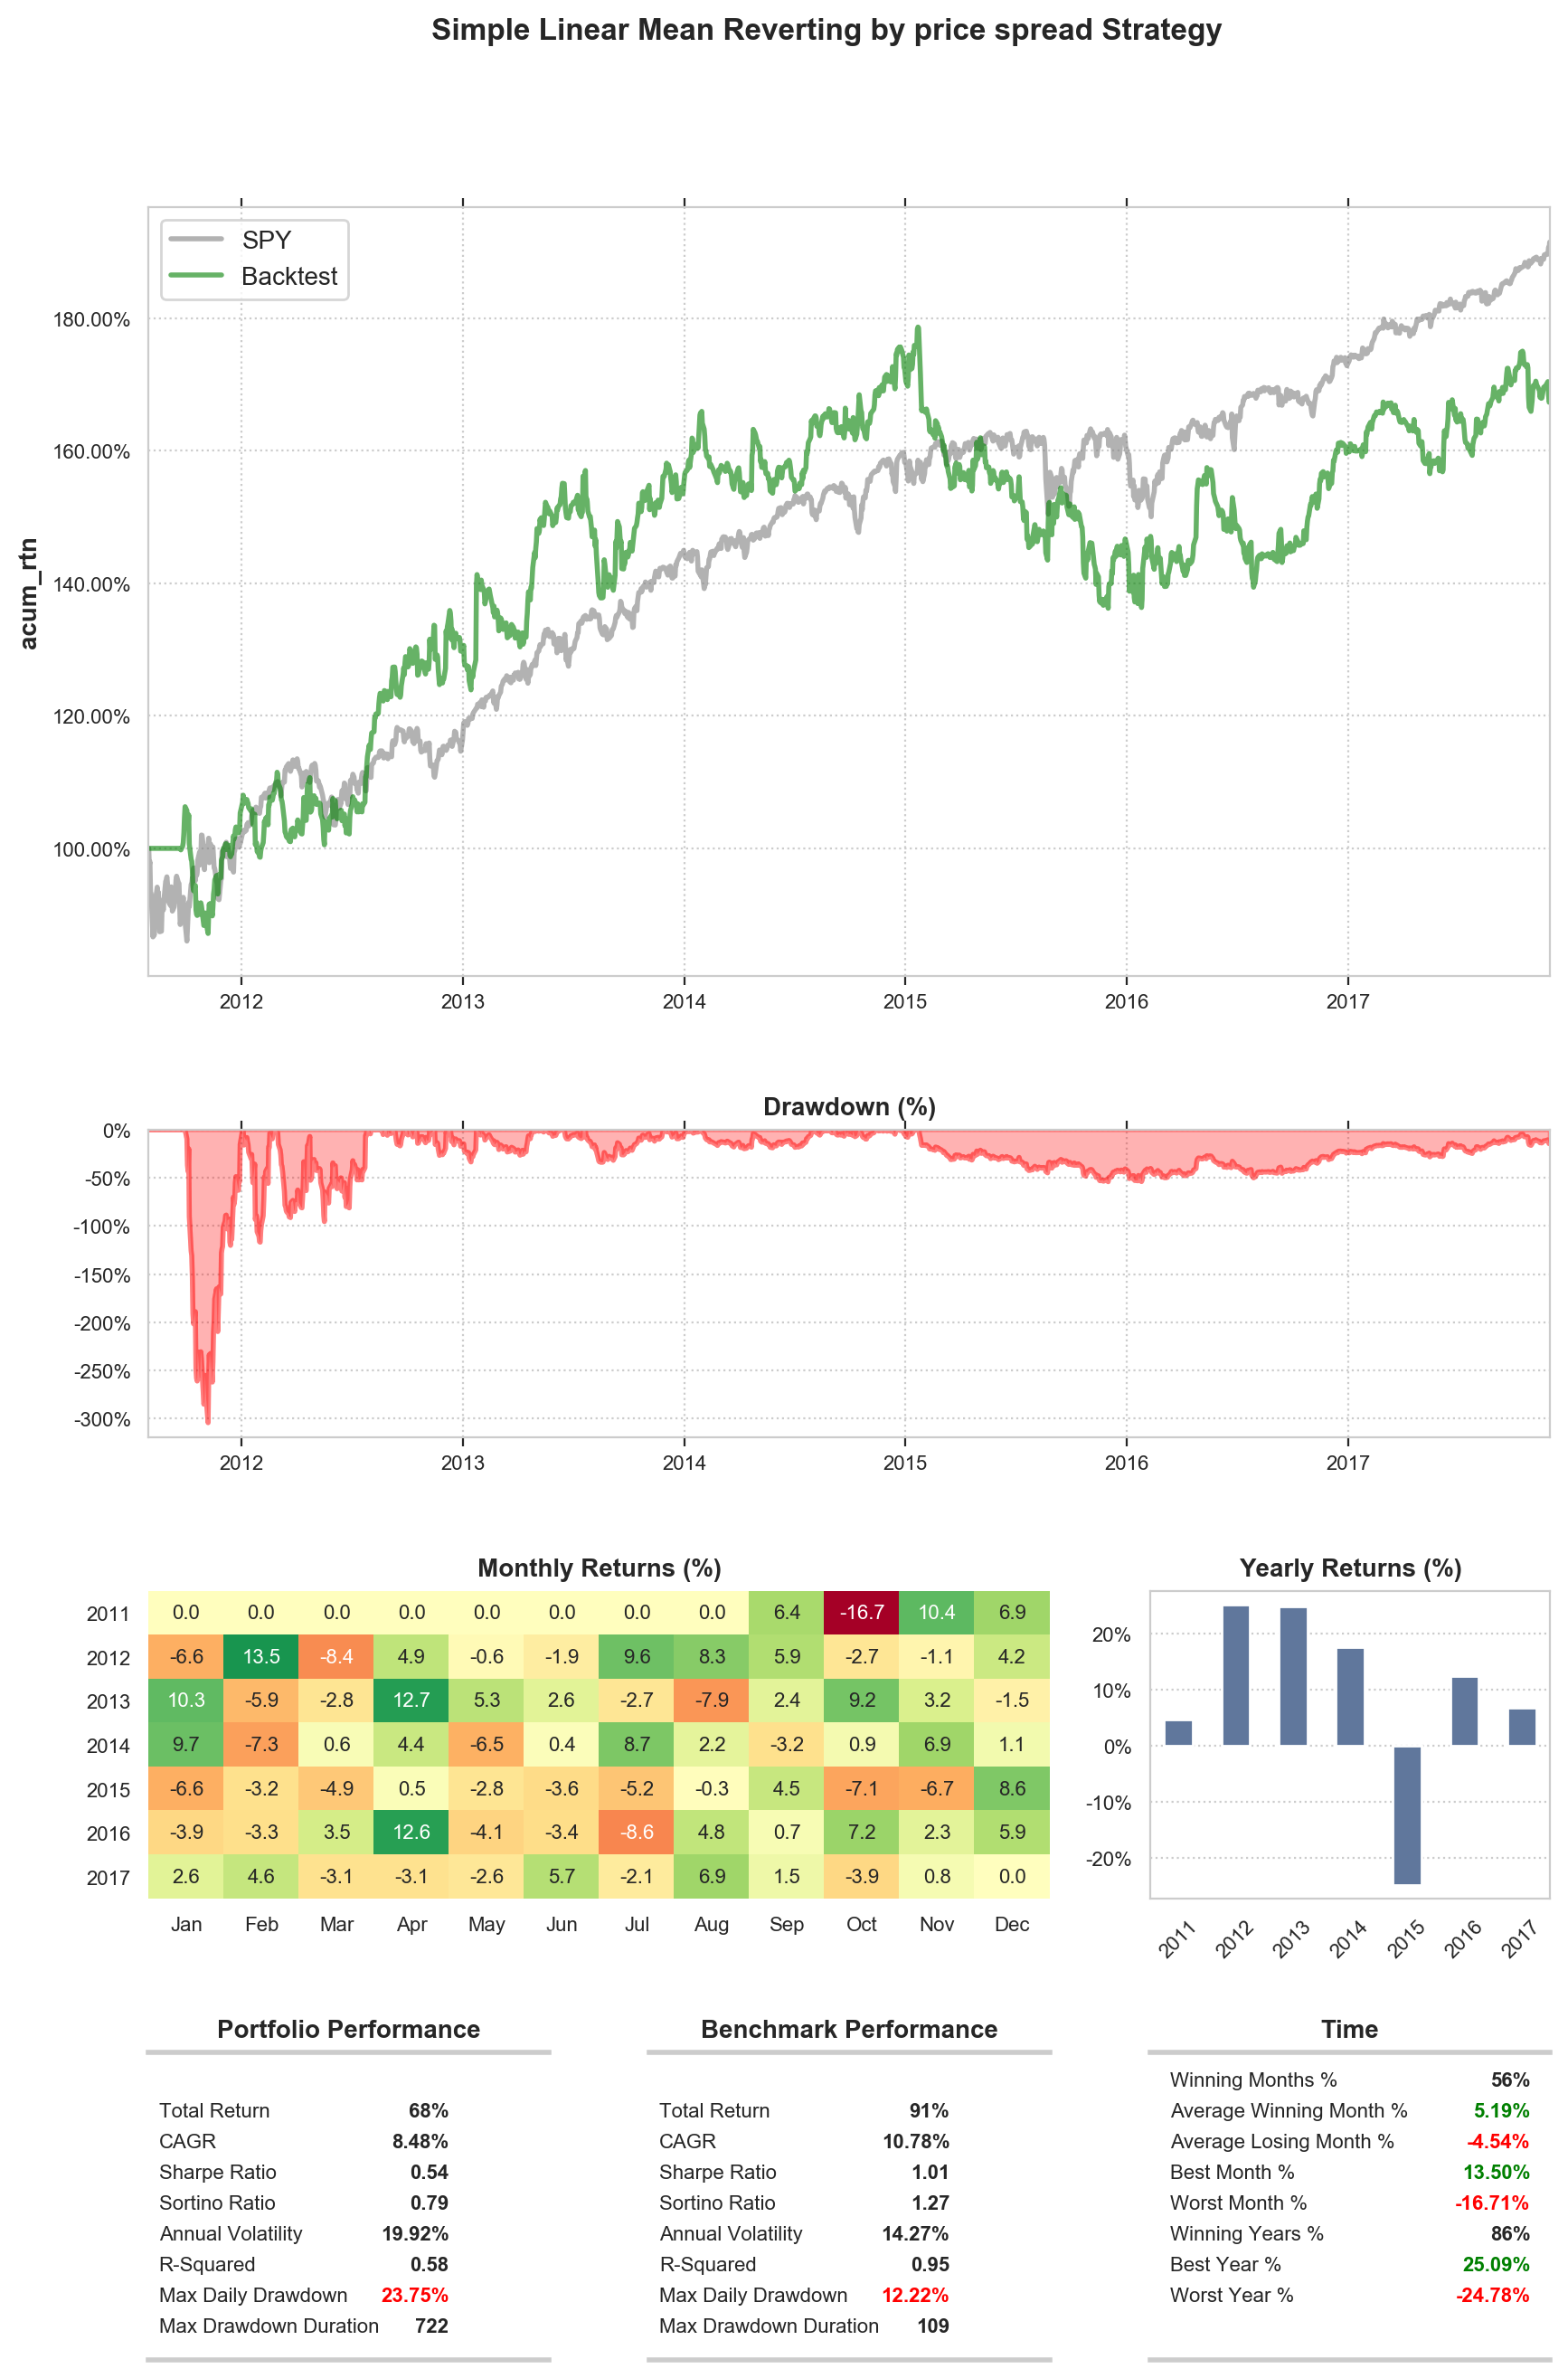 Simple Linear Mean Reverting by price spread Strategy
SPY
Backtest
180.00%
160.00%
140.00%
120.00%
100.00%
acum_rtn
2012 2013 2014 2015 2016 2017
Drawdown (%)
0%
-50%
-100%
-150%
-200%
-250%
-300%
2012 2013 2014 2015 2016 2017
Monthly Returns (%)
2011 0.0 0.0 0.0 0.0 0.0 0.0 0.0 0.0 6.4 -16.7 10.4 6.9
2012 -6.6 13.5 -8.4 4.9 -0.6 -1.9 9.6 8.3 5.9 -2.7 -1.1 4.2
2013 10.3 -5.9 -2.8 12.7 5.3 2.6 -2.7 -7.9 2.4 9.2 3.2 -1.5
2014 9.7 -7.3 0.6 4.4 -6.5 0.4 8.7 2.2 -3.2 0.9 6.9 1.1
2015 -6.6 -3.2 -4.9 0.5 -2.8 -3.6 -5.2 -0.3 4.5 -7.1 -6.7 8.6
2016 -3.9 -3.3 3.5 12.6 -4.1 -3.4 -8.6 4.8 0.7 7.2 2.3 5.9
2017 2.6 4.6 -3.1 -3.1 -2.6 5.7 -2.1 6.9 1.5 -3.9 0.8 0.0
Jan Feb Mar Apr May Jun Jul Aug Sep Oct Nov Dec
Yearly Returns (%)
20%
10%
0%
-10%
-20%
2011 2012 2013 2014 2015 2016 2017
Portfolio Performance
Total Return 68%
CAGR 8.48%
Sharpe Ratio 0.54
Sortino Ratio 0.79
Annual Volatility 19.92%
R-Squared 0.58
Max Daily Drawdown 23.75%
Max Drawdown Duration 722
Benchmark Performance
Total Return 91%
CAGR 10.78%
Sharpe Ratio 1.01
Sortino Ratio 1.27
Annual Volatility 14.27%
R-Squared 0.95
Max Daily Drawdown 12.22%
Max Drawdown Duration 109
Time
Winning Months % 56%
Average Winning Month % 5.19%
Average Losing Month % -4.54%
Best Month % 13.50%
Worst Month % -16.71%
Winning Years % 86%
Best Year % 25.09%
Worst Year % -24.78%